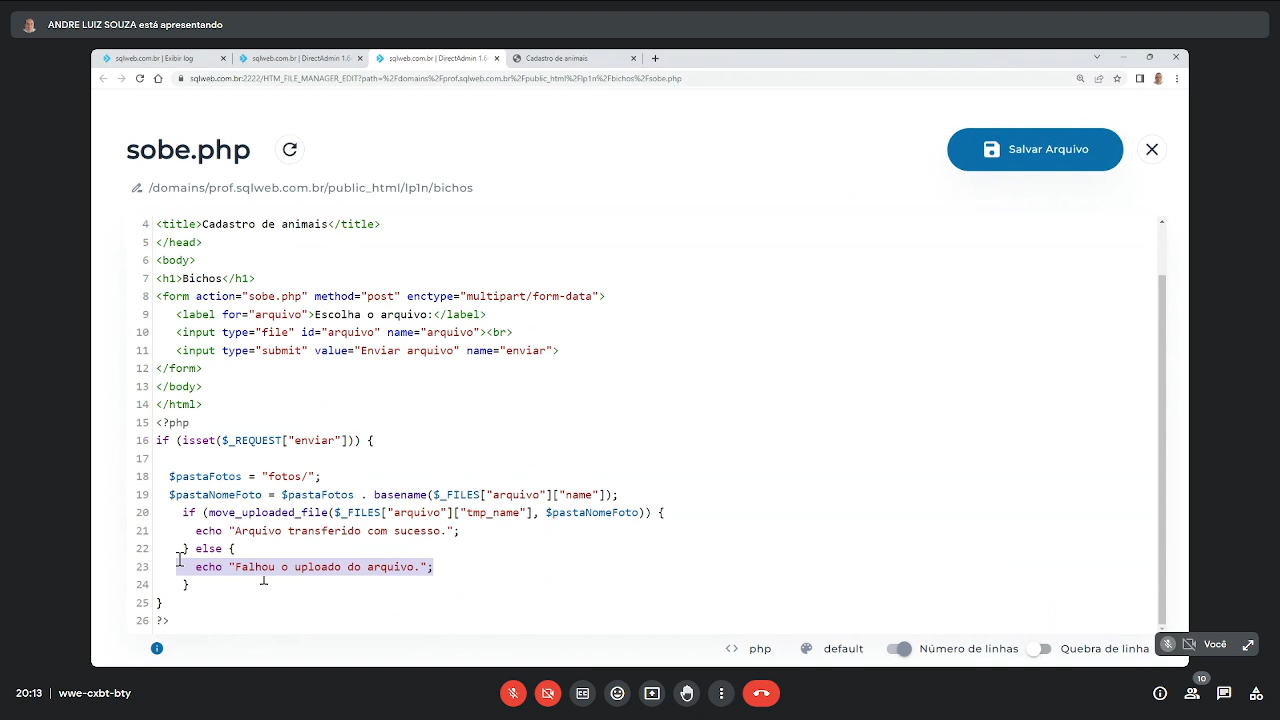 ANDRE LUIZ SOUZA está apresentando
sqlweb.com.br | Exibir log
sqlweb.com.br | DirectAdmin 1.6
sqlweb.com.br | DirectAdmin 1.6
Cadastro de animais
sqlweb.com.br:2222/HTM_FILE_MANAGER_EDIT?path=%2Fdomains%2Fprof.sqlweb.com.br%2Fpublic_html%2Flp1n%2Fbichos%2Fsobe.php
sobe.php
Salvar Arquivo
/domains/prof.sqlweb.com.br/public_html/lp1n/bichos
4 <title>Cadastro de animais</title>
5 </head>
6 <body>
7 <h1>Bichos</h1>
8 <form action="sobe.php" method="post" enctype="multipart/form-data">
9 <label for="arquivo">Escolha o arquivo:</label>
10 <input type="file" id="arquivo" name="arquivo"><br>
11 <input type="submit" value="Enviar arquivo" name="enviar">
12 </form>
13 </body>
14 </html>
15 <?php
16 if (isset($_REQUEST["enviar"])) {
17
18 $pastaFotos = "fotos/";
19 $pastaNomeFoto = $pastaFotos . basename($_FILES["arquivo"]["name"]);
20 if (move_uploaded_file($_FILES["arquivo"]["tmp_name"], $pastaNomeFoto)) {
21 echo "Arquivo transferido com sucesso.";
22 } else {
23 echo "Falhou o uploado do arquivo.";
24 }
25 }
26 ?>
php
default
Número de linhas
Quebra de linha
Você
20:13
wwe-cxbt-bty
10